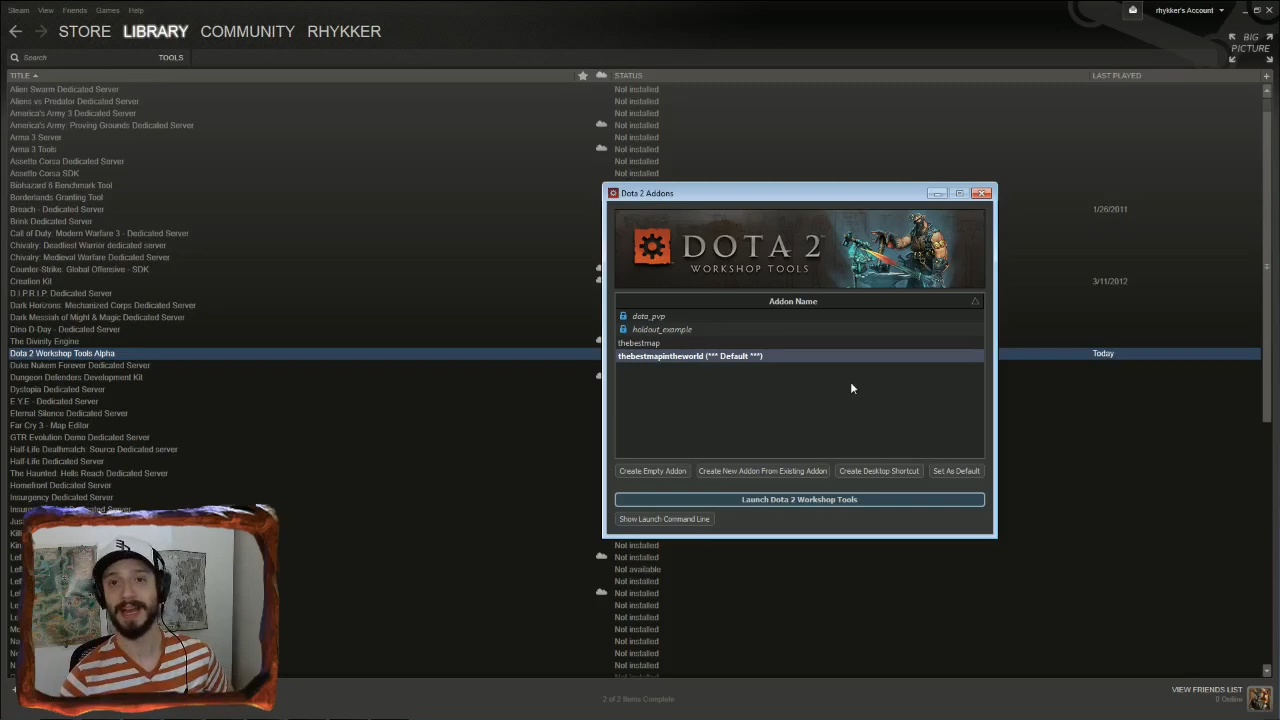 Steam View Friends Games Help
rhykker's Account
STORE LIBRARY COMMUNITY RHYKKER
BIG PICTURE
Search TOOLS
TITLE STATUS LAST PLAYED
Alien Swarm Dedicated Server Not installed
Aliens vs Predator Dedicated Server Not installed
America's Army 3 Dedicated Server Not installed
America's Army: Proving Grounds Dedicated Server Not installed
Arma 3 Server Not installed
Arma 3 Tools Not installed
Assetto Corsa Dedicated Server Not installed
Assetto Corsa SDK Not installed
Biohazard 6 Benchmark Tool
Borderlands Granting Tool
Breach - Dedicated Server 1/26/2011
Brink Dedicated Server
Call of Duty: Modern Warfare 3 - Dedicated Server
Chivalry: Deadliest Warrior dedicated server
Chivalry: Medieval Warfare Dedicated Server
Counter-Strike: Global Offensive - SDK
Creation Kit 3/11/2012
D.I.P.R.I.P. Dedicated Server
Dark Horizons: Mechanized Corps Dedicated Server
Dark Messiah of Might & Magic Dedicated Server
Dino D-Day - Dedicated Server
The Divinity Engine
Dota 2 Workshop Tools Alpha Today
Duke Nukem Forever Dedicated Server
Dungeon Defenders Development Kit
Dystopia Dedicated Server
E.Y.E - Dedicated Server
Eternal Silence Dedicated Server
Far Cry 3 - Map Editor
GTR Evolution Demo Dedicated Server
Half-Life Deathmatch: Source Dedicated server
Half-Life Dedicated Server
The Haunted: Hells Reach Dedicated Server
Homefront Dedicated Server
Insurgency Dedicated Server
Dota 2 Addons
DOTA 2
WORKSHOP TOOLS
Addon Name
dota_pvp
holdout_example
thebestmap
thebestmapintheworld (*** Default ***)
Create Empty Addon Create New Addon From Existing Addon Create Desktop Shortcut Set As Default
Launch Dota 2 Workshop Tools
Show Launch Command Line
Not installed
Not installed
Not available
Not installed
Not installed
Not installed
Not installed
Not installed
Not installed
Not installed
Not installed
2 of 2 Items Complete
VIEW FRIENDS LIST
0 Online